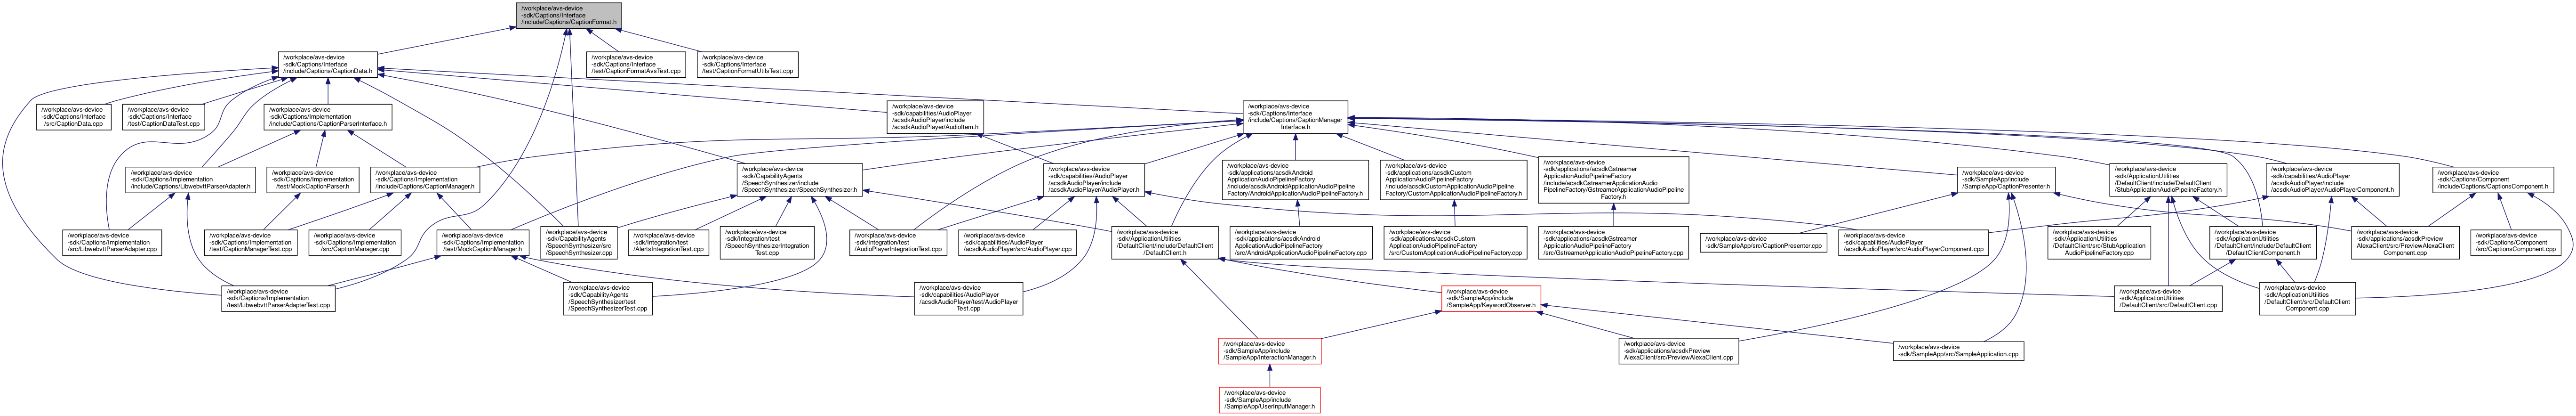 /workplace/avs-device
-sdk/Captions/Interface
/include/Captions/CaptionFormat.h
/workplace/avs-device
-sdk/Captions/Interface
/include/Captions/CaptionData.h
/workplace/avs-device
-sdk/Captions/Interface
/test/CaptionFormatAvsTest.cpp
/workplace/avs-device
-sdk/Captions/Interface
/test/CaptionFormatUtilsTest.cpp
/workplace/avs-device
-sdk/Captions/Interface
/src/CaptionData.cpp
/workplace/avs-device
-sdk/Captions/Interface
/test/CaptionDataTest.cpp
/workplace/avs-device
-sdk/Captions/Implementation
/include/Captions/CaptionParserInterface.h
/workplace/avs-device
-sdk/capabilities/AudioPlayer
/acsdkAudioPlayer/include
/acsdkAudioPlayer/AudioItem.h
/workplace/avs-device
-sdk/Captions/Interface
/include/Captions/CaptionManager
Interface.h
/workplace/avs-device
-sdk/Captions/Implementation
/include/Captions/LibwebvttParserAdapter.h
/workplace/avs-device
-sdk/Captions/Implementation
/test/MockCaptionParser.h
/workplace/avs-device
-sdk/Captions/Implementation
/include/Captions/CaptionManager.h
/workplace/avs-device
-sdk/CapabilityAgents
/SpeechSynthesizer/include
/SpeechSynthesizer/SpeechSynthesizer.h
/workplace/avs-device
-sdk/capabilities/AudioPlayer
/acsdkAudioPlayer/include
/acsdkAudioPlayer/AudioPlayer.h
/workplace/avs-device
-sdk/applications/acsdkAndroid
ApplicationAudioPipelineFactory
/include/acsdkAndroidApplicationAudioPipeline
Factory/AndroidApplicationAudioPipelineFactory.h
/workplace/avs-device
-sdk/applications/acsdkCustom
ApplicationAudioPipelineFactory
/include/acsdkCustomApplicationAudioPipeline
Factory/CustomApplicationAudioPipelineFactory.h
/workplace/avs-device
-sdk/applications/acsdkGstreamer
ApplicationAudioPipelineFactory
/include/acsdkGstreamerApplicationAudio
PipelineFactory/GstreamerApplicationAudioPipeline
Factory.h
/workplace/avs-device
-sdk/SampleApp/include
/SampleApp/CaptionPresenter.h
/workplace/avs-device
-sdk/ApplicationUtilities
/DefaultClient/include/DefaultClient
/StubApplicationAudioPipelineFactory.h
/workplace/avs-device
-sdk/capabilities/AudioPlayer
/acsdkAudioPlayer/include
/acsdkAudioPlayer/AudioPlayerComponent.h
/workplace/avs-device
-sdk/Captions/Component
/include/Captions/CaptionsComponent.h
/workplace/avs-device
-sdk/Captions/Implementation
/src/LibwebvttParserAdapter.cpp
/workplace/avs-device
-sdk/Captions/Implementation
/test/CaptionManagerTest.cpp
/workplace/avs-device
-sdk/Captions/Implementation
/src/CaptionManager.cpp
/workplace/avs-device
-sdk/Captions/Implementation
/test/MockCaptionManager.h
/workplace/avs-device
-sdk/CapabilityAgents
/SpeechSynthesizer/src
/SpeechSynthesizer.cpp
/workplace/avs-device
-sdk/Integration/test
/AlertsIntegrationTest.cpp
/workplace/avs-device
-sdk/Integration/test
/SpeechSynthesizerIntegration
Test.cpp
/workplace/avs-device
-sdk/Integration/test
/AudioPlayerIntegrationTest.cpp
/workplace/avs-device
-sdk/capabilities/AudioPlayer
/acsdkAudioPlayer/src/AudioPlayer.cpp
/workplace/avs-device
-sdk/ApplicationUtilities
/DefaultClient/include/DefaultClient
/DefaultClient.h
/workplace/avs-device
-sdk/applications/acsdkAndroid
ApplicationAudioPipelineFactory
/src/AndroidApplicationAudioPipelineFactory.cpp
/workplace/avs-device
-sdk/applications/acsdkCustom
ApplicationAudioPipelineFactory
/src/CustomApplicationAudioPipelineFactory.cpp
/workplace/avs-device
-sdk/applications/acsdkGstreamer
ApplicationAudioPipelineFactory
/src/GstreamerApplicationAudioPipelineFactory.cpp
/workplace/avs-device
-sdk/SampleApp/src/CaptionPresenter.cpp
/workplace/avs-device
-sdk/capabilities/AudioPlayer
/acsdkAudioPlayer/src/AudioPlayerComponent.cpp
/workplace/avs-device
-sdk/ApplicationUtilities
/DefaultClient/src/StubApplication
AudioPipelineFactory.cpp
/workplace/avs-device
-sdk/ApplicationUtilities
/DefaultClient/include/DefaultClient
/DefaultClientComponent.h
/workplace/avs-device
-sdk/applications/acsdkPreview
AlexaClient/src/PreviewAlexaClient
Component.cpp
/workplace/avs-device
-sdk/Captions/Component
/src/CaptionsComponent.cpp
/workplace/avs-device
-sdk/Captions/Implementation
/test/LibwebvttParserAdapterTest.cpp
/workplace/avs-device
-sdk/CapabilityAgents
/SpeechSynthesizer/test
/SpeechSynthesizerTest.cpp
/workplace/avs-device
-sdk/capabilities/AudioPlayer
/acsdkAudioPlayer/test/AudioPlayer
Test.cpp
/workplace/avs-device
-sdk/SampleApp/include
/SampleApp/KeywordObserver.h
/workplace/avs-device
-sdk/ApplicationUtilities
/DefaultClient/src/DefaultClient.cpp
/workplace/avs-device
-sdk/ApplicationUtilities
/DefaultClient/src/DefaultClient
Component.cpp
/workplace/avs-device
-sdk/SampleApp/include
/SampleApp/InteractionManager.h
/workplace/avs-device
-sdk/applications/acsdkPreview
AlexaClient/src/PreviewAlexaClient.cpp
/workplace/avs-device
-sdk/SampleApp/src/SampleApplication.cpp
/workplace/avs-device
-sdk/SampleApp/include
/SampleApp/UserInputManager.h